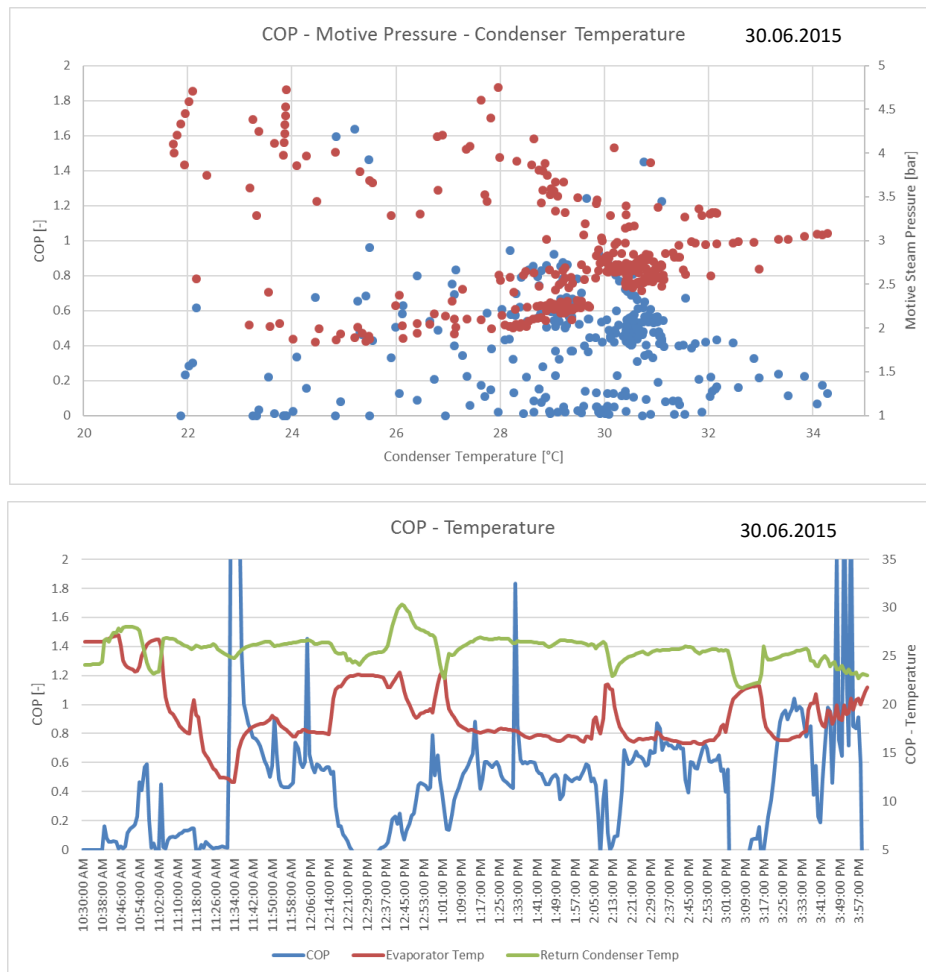 COP - Motive Pressure - Condenser Temperature 30.06.2015
2
1.8
1.6
1.4
1.2
1
0.8
0.6
0.4
0.2
0
COP [-]
5
4.5
4
3.5
3
2.5
2
1.5
1
Motive Steam Pressure [bar]
20 22 24 26 28 30 32 34
Condenser Temperature [°C]
COP - Temperature 30.06.2015
2
1.8
1.6
1.4
1.2
1
0.8
0.6
0.4
0.2
0
COP [-]
35
30
25
20
15
10
5
COP - Temperature
10:30:00 AM
10:38:00 AM
10:46:00 AM
10:54:00 AM
11:02:00 AM
11:10:00 AM
11:18:00 AM
11:26:00 AM
11:34:00 AM
11:42:00 AM
11:50:00 AM
11:58:00 AM
12:06:00 PM
12:14:00 PM
12:21:00 PM
12:29:00 PM
12:37:00 PM
12:45:00 PM
12:53:00 PM
1:01:00 PM
1:09:00 PM
1:17:00 PM
1:25:00 PM
1:33:00 PM
1:41:00 PM
1:49:00 PM
1:57:00 PM
2:05:00 PM
2:13:00 PM
2:21:00 PM
2:29:00 PM
2:37:00 PM
2:45:00 PM
2:53:00 PM
3:01:00 PM
3:09:00 PM
3:17:00 PM
3:25:00 PM
3:33:00 PM
3:41:00 PM
3:49:00 PM
3:57:00 PM
COP Evaporator Temp Return Condenser Temp